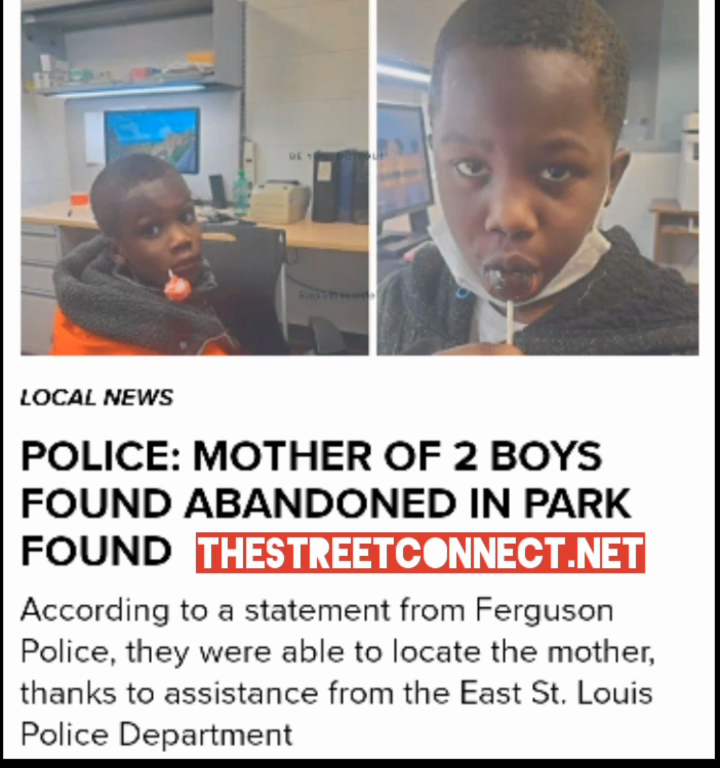 LOCAL NEWS
POLICE: MOTHER OF 2 BOYS
FOUND ABANDONED IN PARK
FOUND THESTREETCONNECT.NET
According to a statement from Ferguson
Police, they were able to locate the mother,
thanks to assistance from the East St. Louis
Police Department